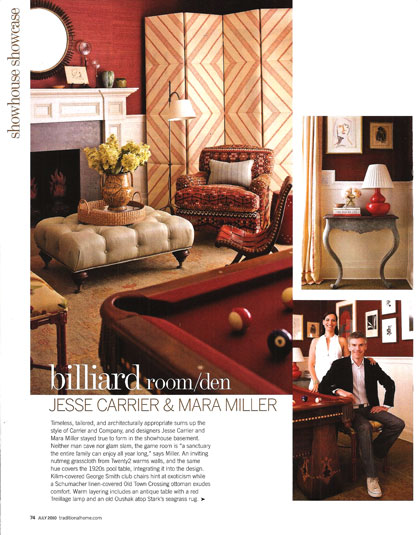 showhouse showcase
billiard room/den
JESSE CARRIER & MARA MILLER
Timeless, tailored, and architecturally appropriate sums up the
style of Carrier and Company, and designers Jesse Carrier and
Mara Miller stayed true to form in the showhouse basement.
Neither man cave nor glam slam, the game room is "a sanctuary
the entire family can enjoy all year long," says Miller. An inviting
nutmeg grasscloth from Twenty2 warms walls, and the same
hue covers the 1920s pool table, integrating it into the design.
Kilim-covered George Smith club chairs hint at exoticism while
a Schumacher linen-covered Old Town Crossing ottoman exudes
comfort. Warm layering includes an antique table with a red
Treillage lamp and an old Oushak atop Stark's seagrass rug. ➤
74 JULY 2010 traditionalhome.com